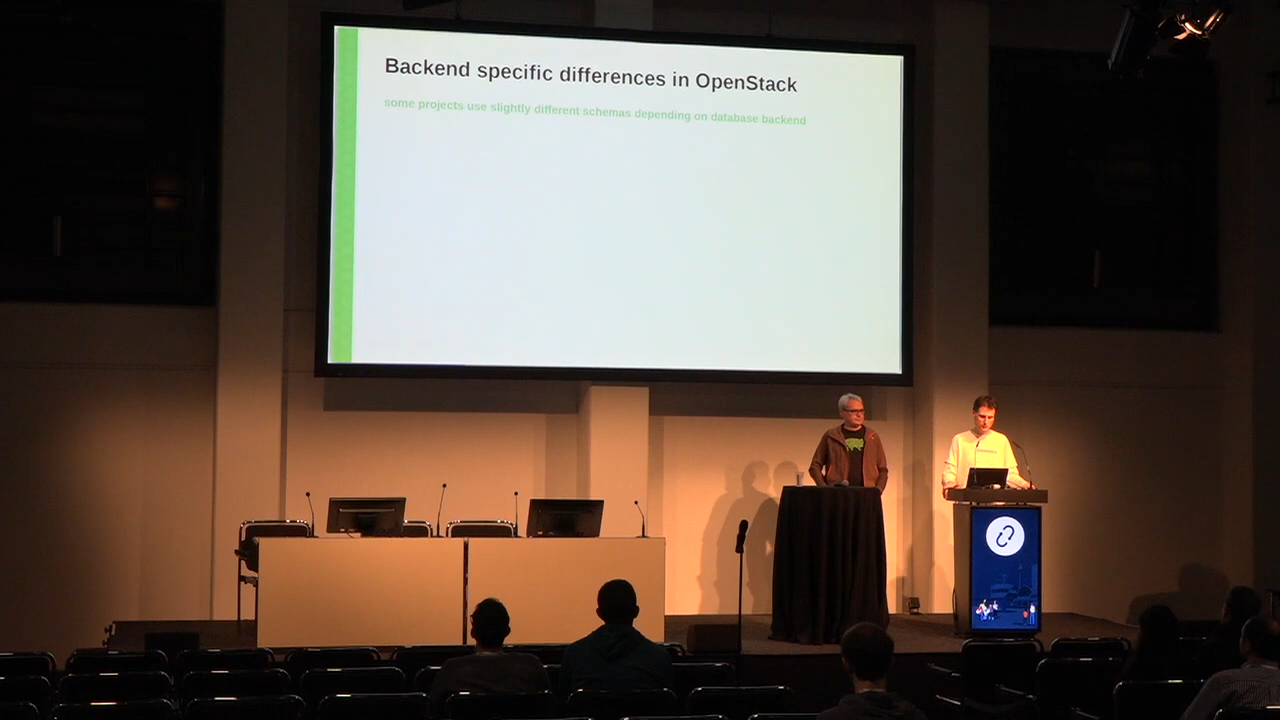 Backend specific differences in OpenStack
some projects use slightly different schemas depending on database backend